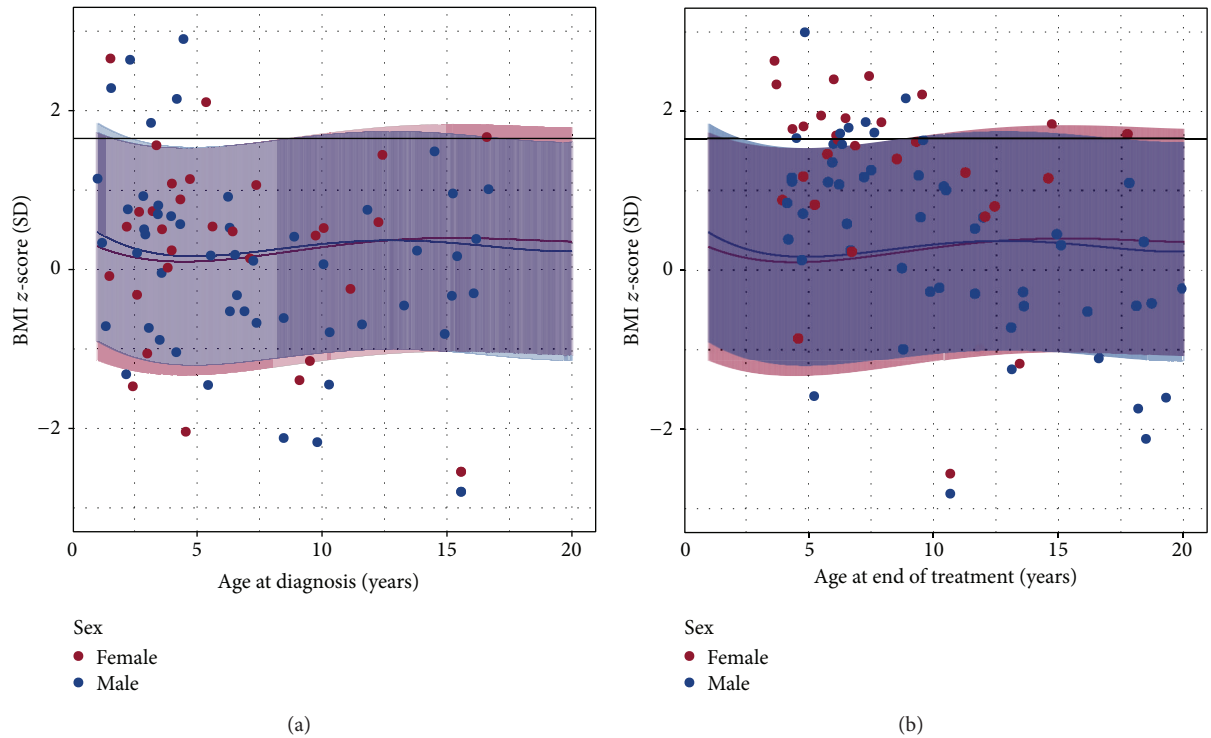 BMI z-score (SD)
2
0
−2
0 5 10 15 20
Age at diagnosis (years)
Sex
Female
Male
(a)
BMI z-score (SD)
2
0
−2
0 5 10 15 20
Age at end of treatment (years)
Sex
Female
Male
(b)